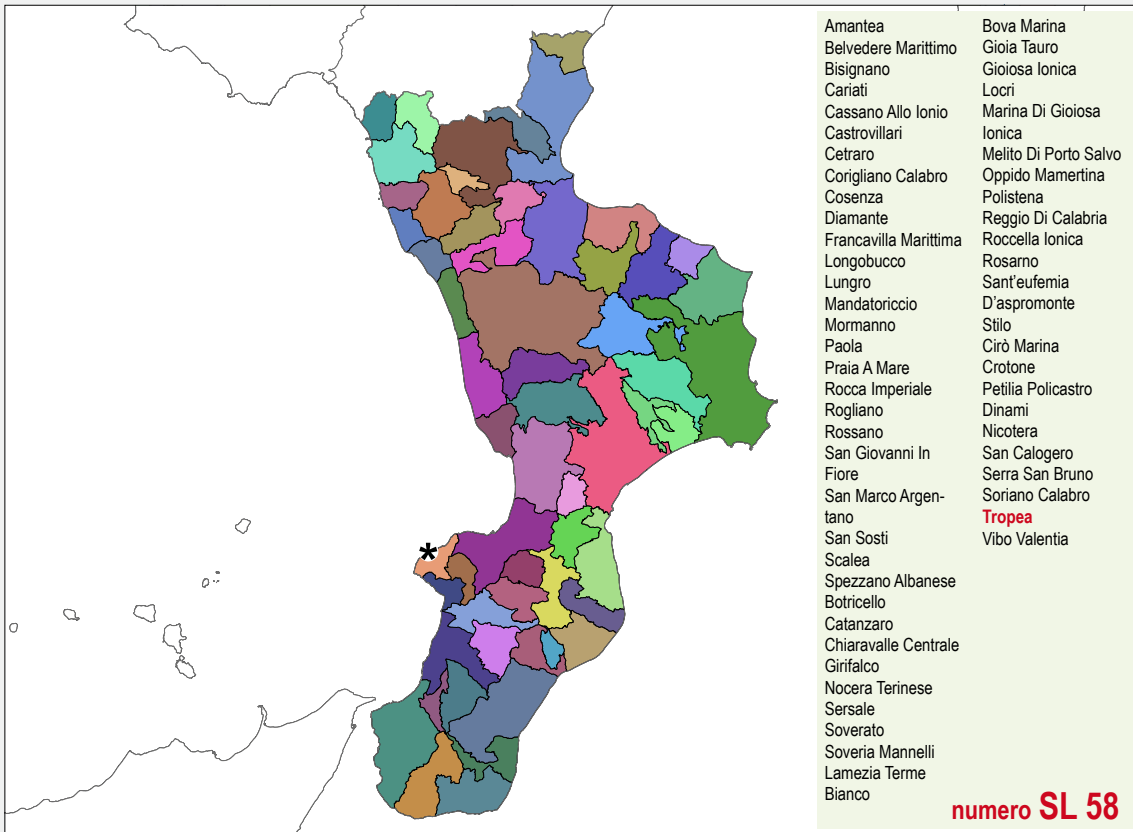 Amantea
Belvedere Marittimo
Bisignano
Cariati
Cassano Allo Ionio
Castrovillari
Cetraro
Corigliano Calabro
Cosenza
Diamante
Francavilla Marittima
Longobucco
Lungro
Mandatoriccio
Mormanno
Paola
Praia A Mare
Rocca Imperiale
Rogliano
Rossano
San Giovanni In
Fiore
San Marco Argen-
tano
San Sosti
Scalea
Spezzano Albanese
Botricello
Catanzaro
Chiaravalle Centrale
Girifalco
Nocera Terinese
Sersale
Soverato
Soveria Mannelli
Lamezia Terme
Bianco
Bova Marina
Gioia Tauro
Gioiosa Ionica
Locri
Marina Di Gioiosa
Ionica
Melito Di Porto Salvo
Oppido Mamertina
Polistena
Reggio Di Calabria
Roccella Ionica
Rosarno
Sant'eufemia
D'aspromonte
Stilo
Cirò Marina
Crotone
Petilia Policastro
Dinami
Nicotera
San Calogero
Serra San Bruno
Soriano Calabro
Tropea
Vibo Valentia
numero SL 58
*